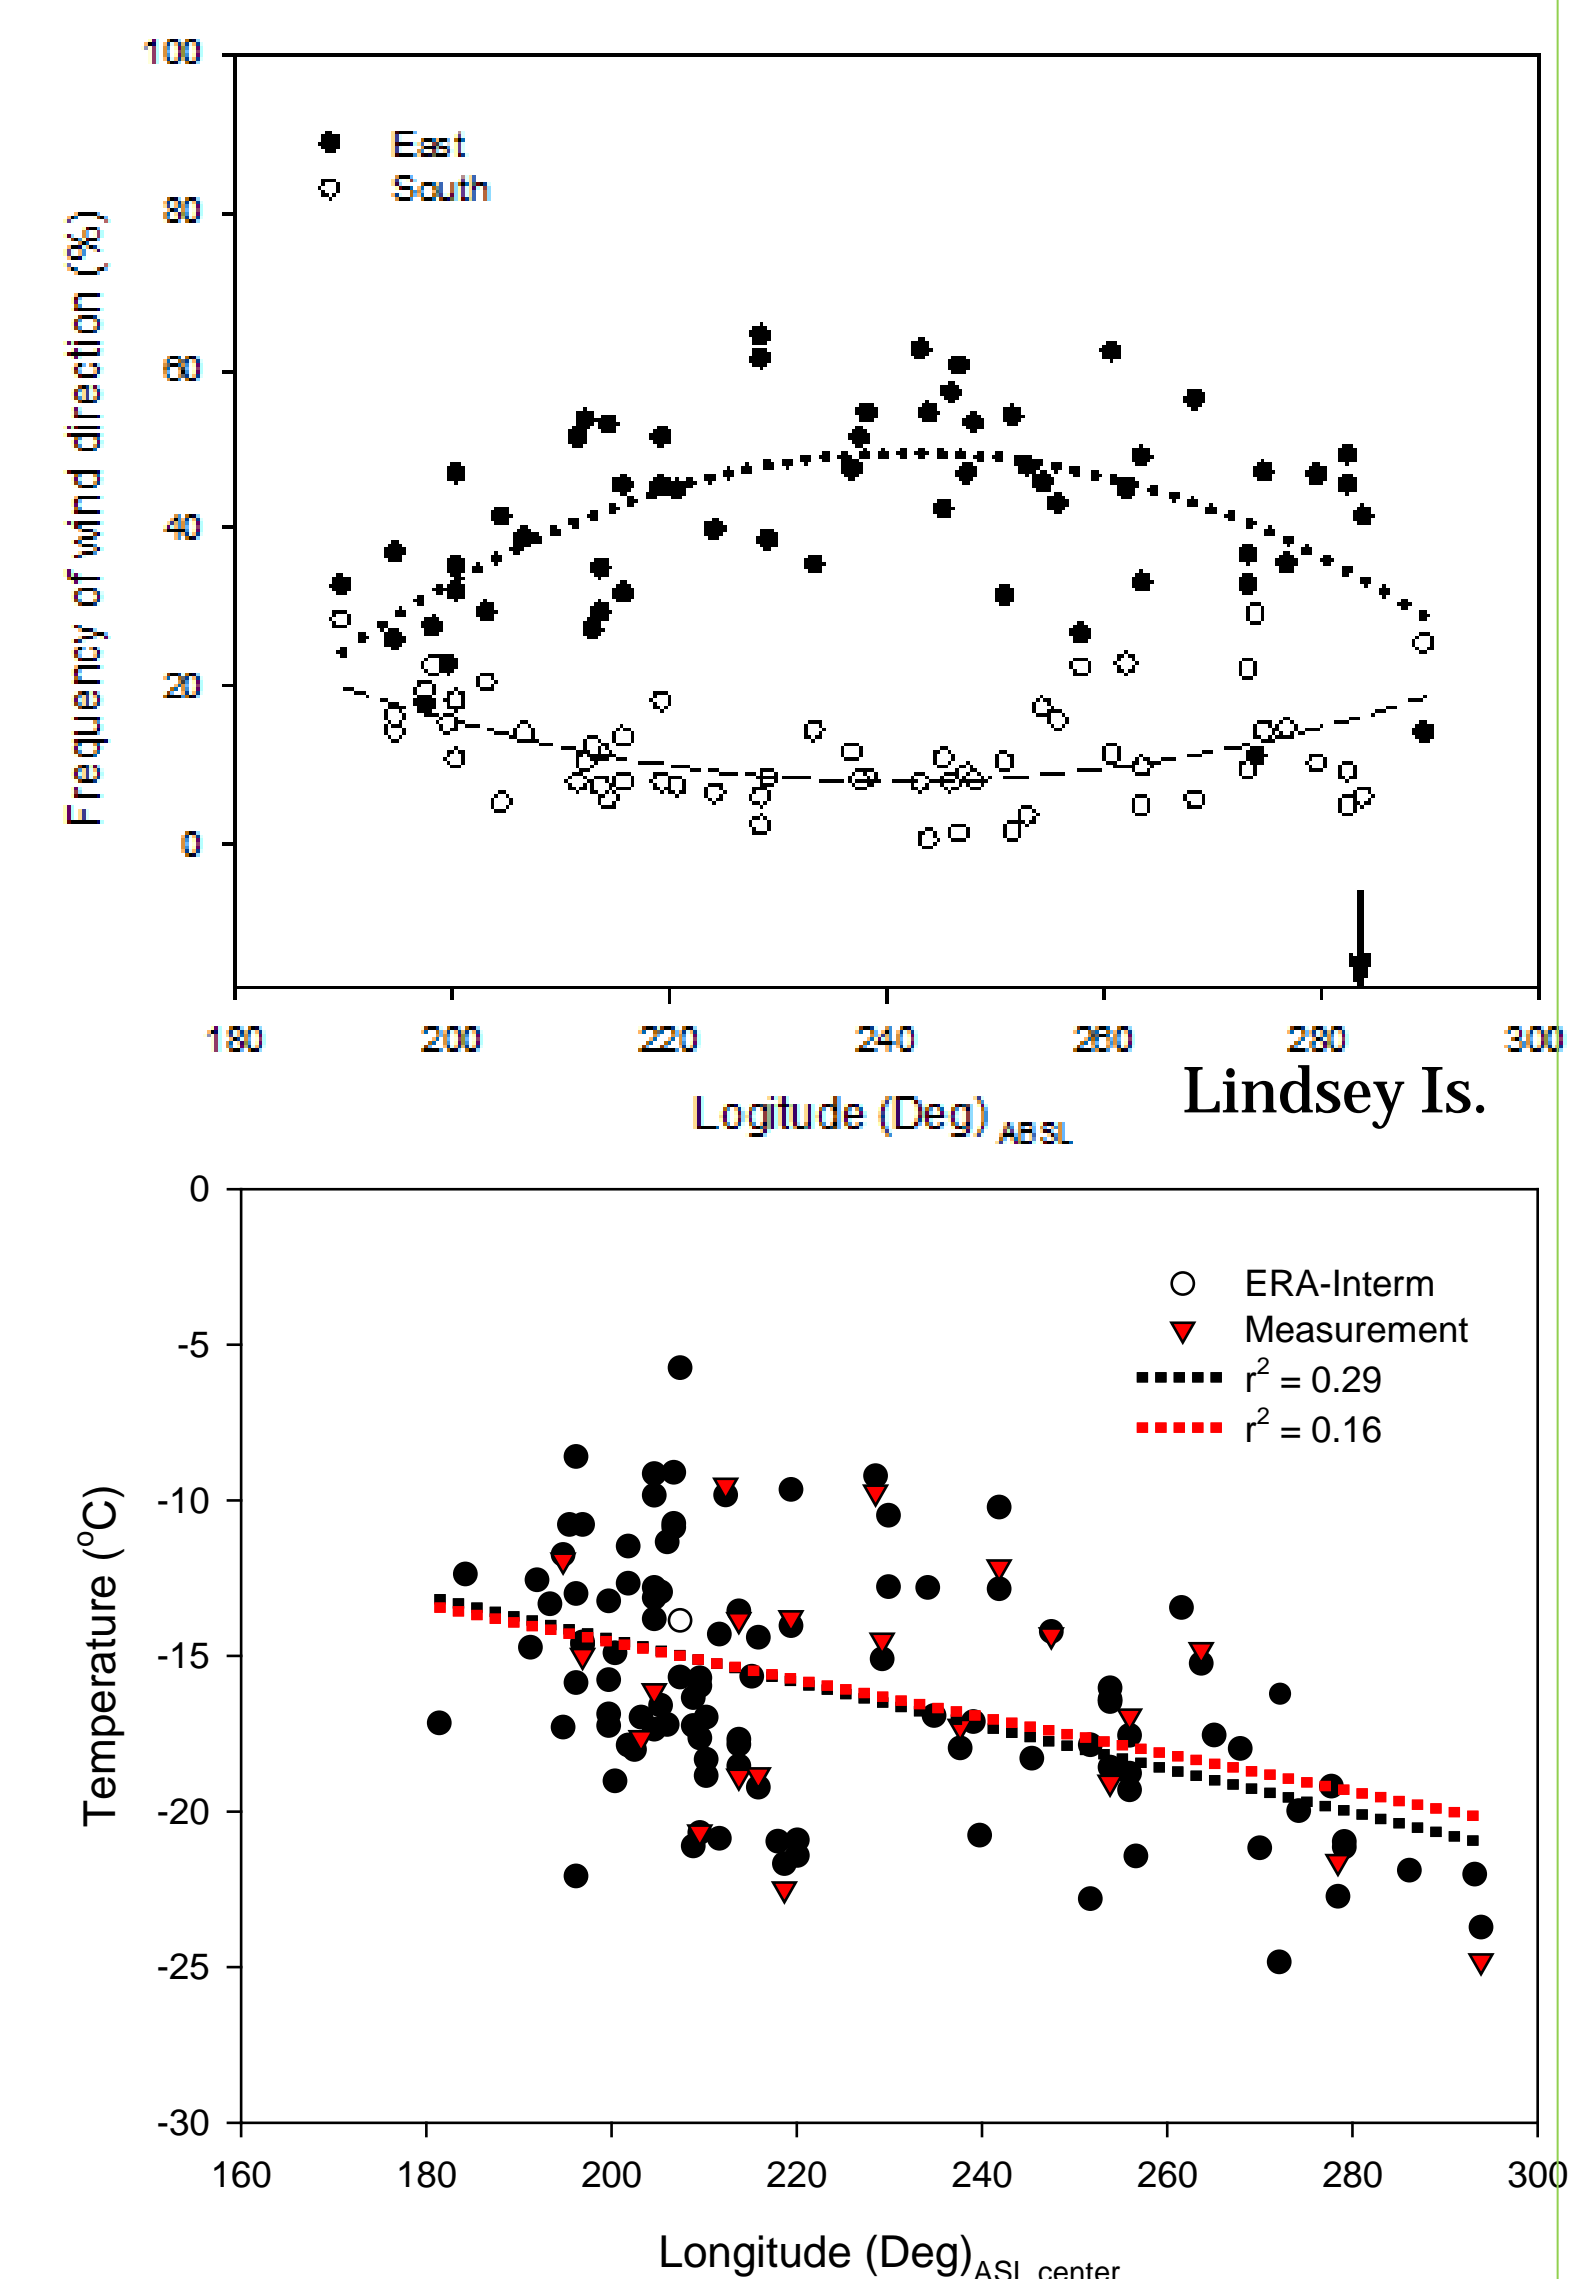 100
80
60
40
20
0
Frequency of wind direction (%)
East
South
180 200 220 240 260 280 300
Logitude (Deg) ABSL
Lindsey Is.
0
-5
-10
-15
-20
-25
-30
Temperature (°C)
ERA-Interm
Measurement
r² = 0.29
r² = 0.16
160 180 200 220 240 260 280 300
Longitude (Deg)ASL center